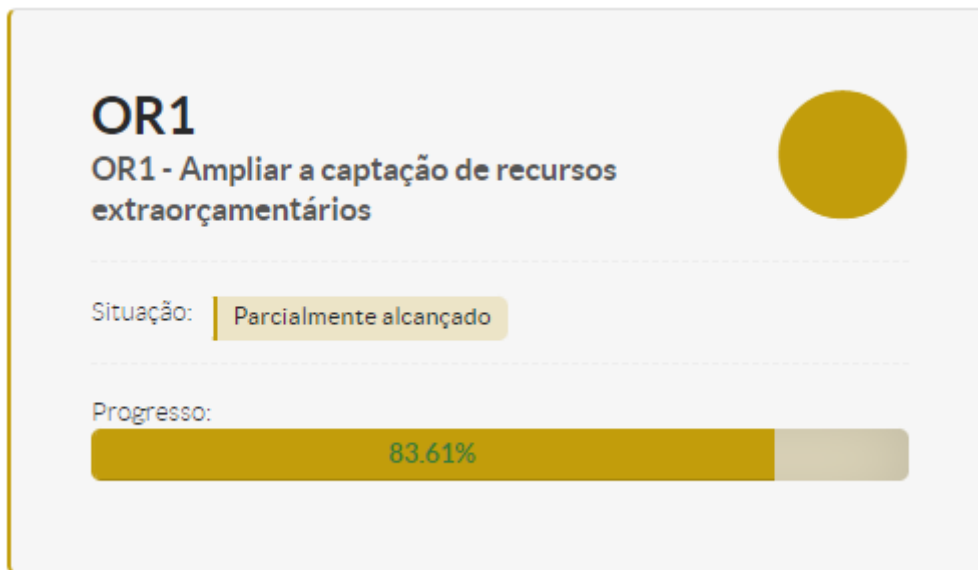 OR1
OR1 - Ampliar a captação de recursos
extraorçamentários
Situação: Parcialmente alcançado
Progresso:
83.61%